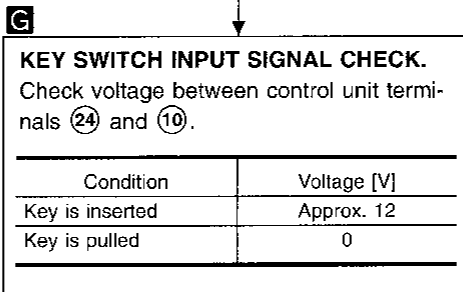 G
KEY SWITCH INPUT SIGNAL CHECK.
Check voltage between control unit termi-
nals 24 and 10.
Condition Voltage [V]
Key is inserted Approx. 12
Key is pulled 0